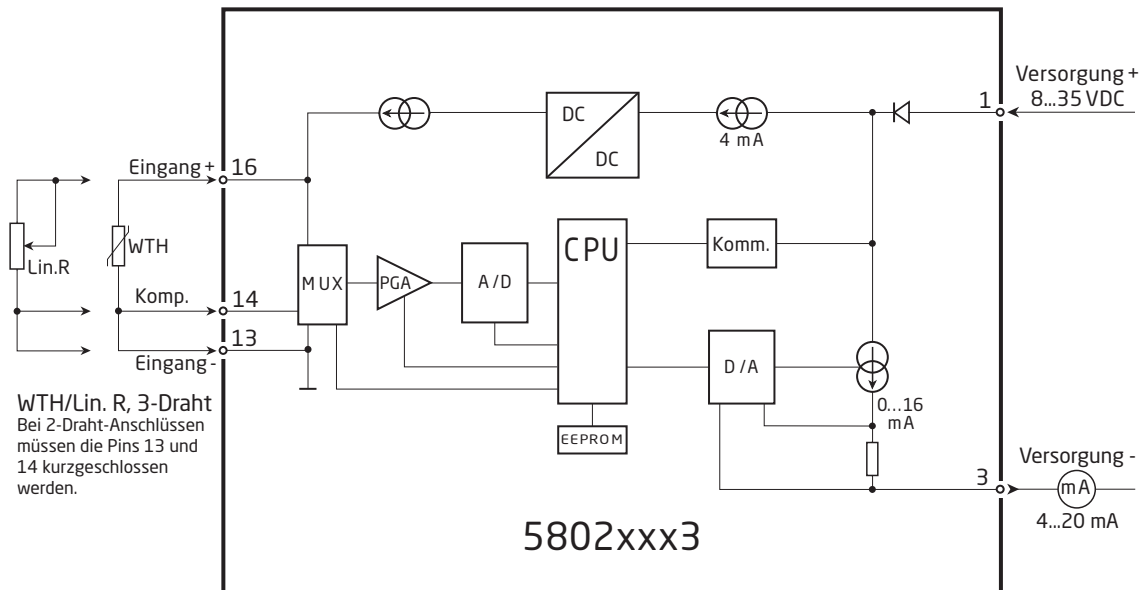 Versorgung +
8...35 VDC
1
DC
DC
4 mA
Eingang +
16
WTH
Lin.R
CPU
Komm.
MUX
PGA
A/D
Komp.
14
13
Eingang -
D/A
WTH/Lin. R, 3-Draht
Bei 2-Draht-Anschlüssen
müssen die Pins 13 und
14 kurzgeschlossen
werden.
0...16
mA
EEPROM
Versorgung -
3
mA
4...20 mA
5802xxx3